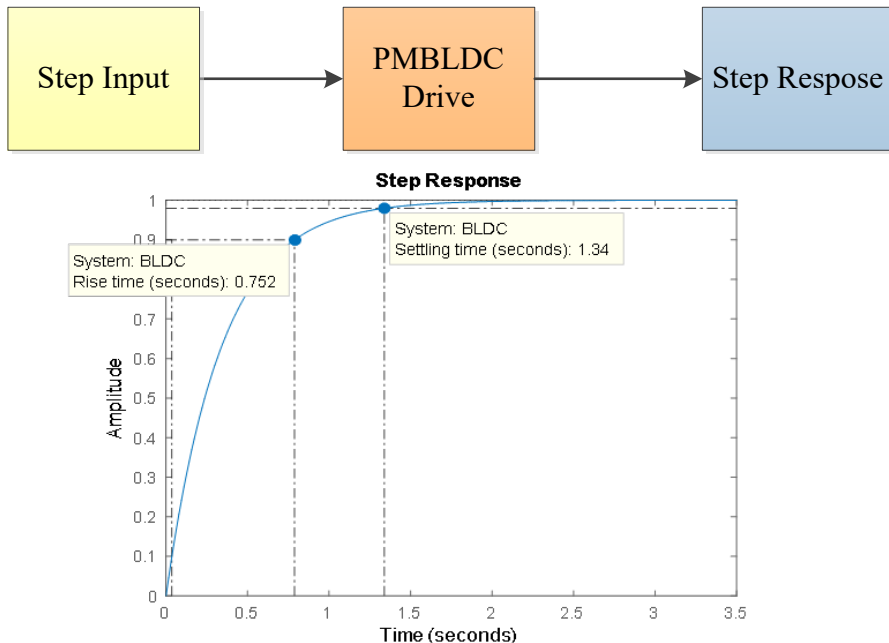 Step Input
PMBLDC
Drive
Step Respose
Step Response
1
0.9
System: BLDC
Settling time (seconds): 1.34
System: BLDC
Rise time (seconds): 0.752
0.7
0.6
0.5
0.4
0.3
0.2
0.1
0
Amplitude
0 0.5 1 1.5 2 2.5 3 3.5
Time (seconds)